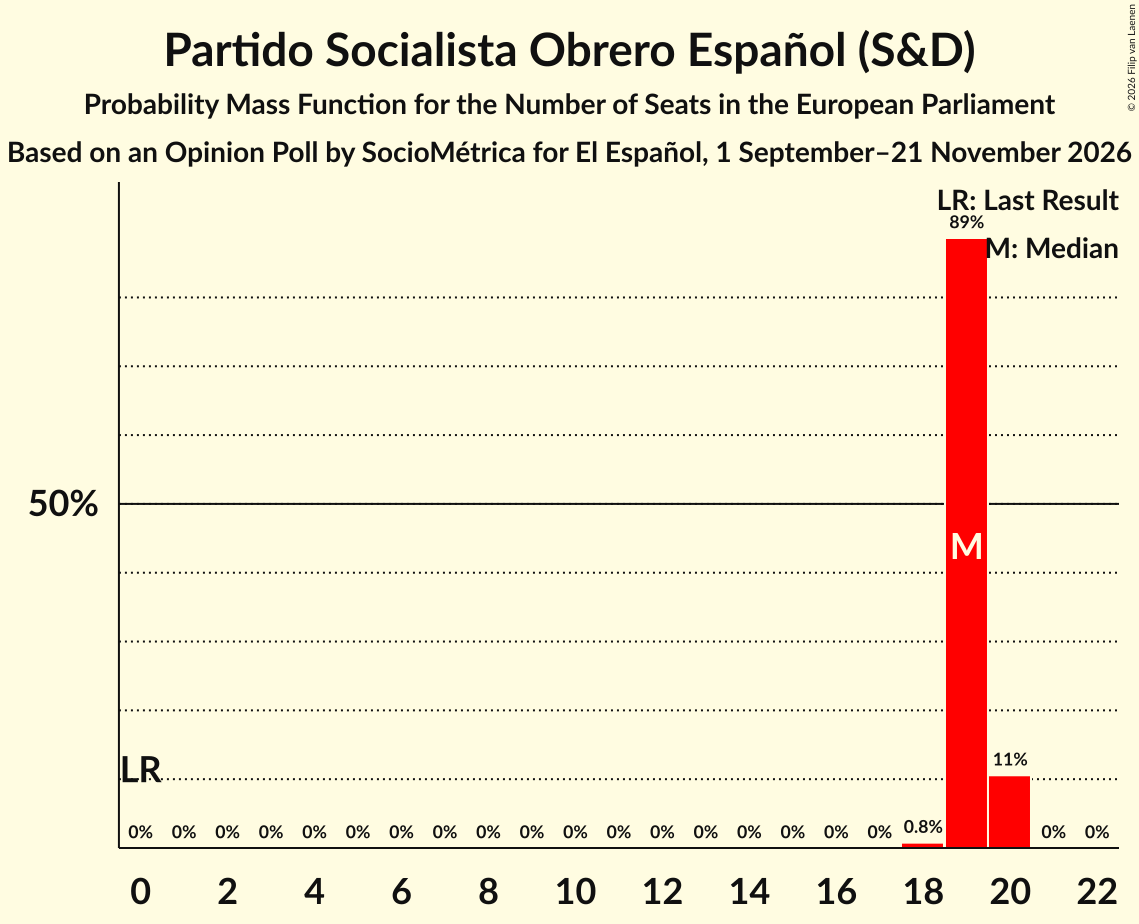 Partido Socialista Obrero Español (S&D)
Probability Mass Function for the Number of Seats in the European Parliament
Based on an Opinion Poll by SocioMétrica for El Español, 1 September–21 November 2026
© 2026 Filip van Laenen
LR: Last Result
89%
M: Median
50%
M
LR
11%
0% 0% 0% 0% 0% 0% 0% 0% 0% 0% 0% 0% 0% 0% 0% 0% 0% 0% 0.8% 0% 0%
0 2 4 6 8 10 12 14 16 18 20 22